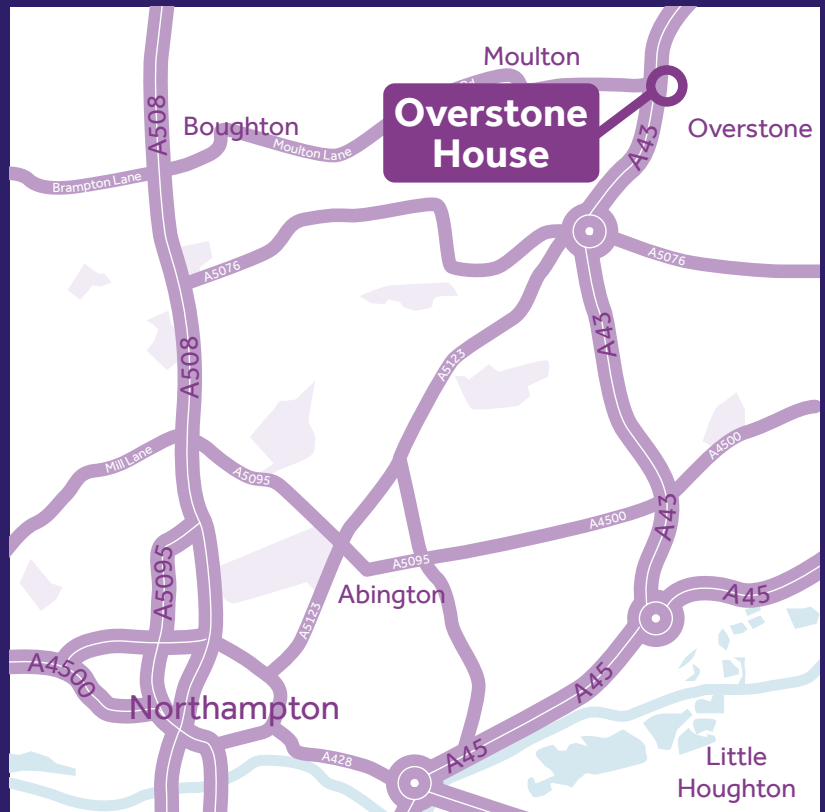 Moulton
Rd
Overstone
House
A508
Boughton
Moulton Lane
Brampton Lane
A43
Overstone
A5076
A5076
A43
A508
A5123
Mill Lane
A5095
A4500
A4500
A43
A5095
A5095
Abington
A5123
A45
A4500
Northampton
A45
A45
A428
Little
Houghton